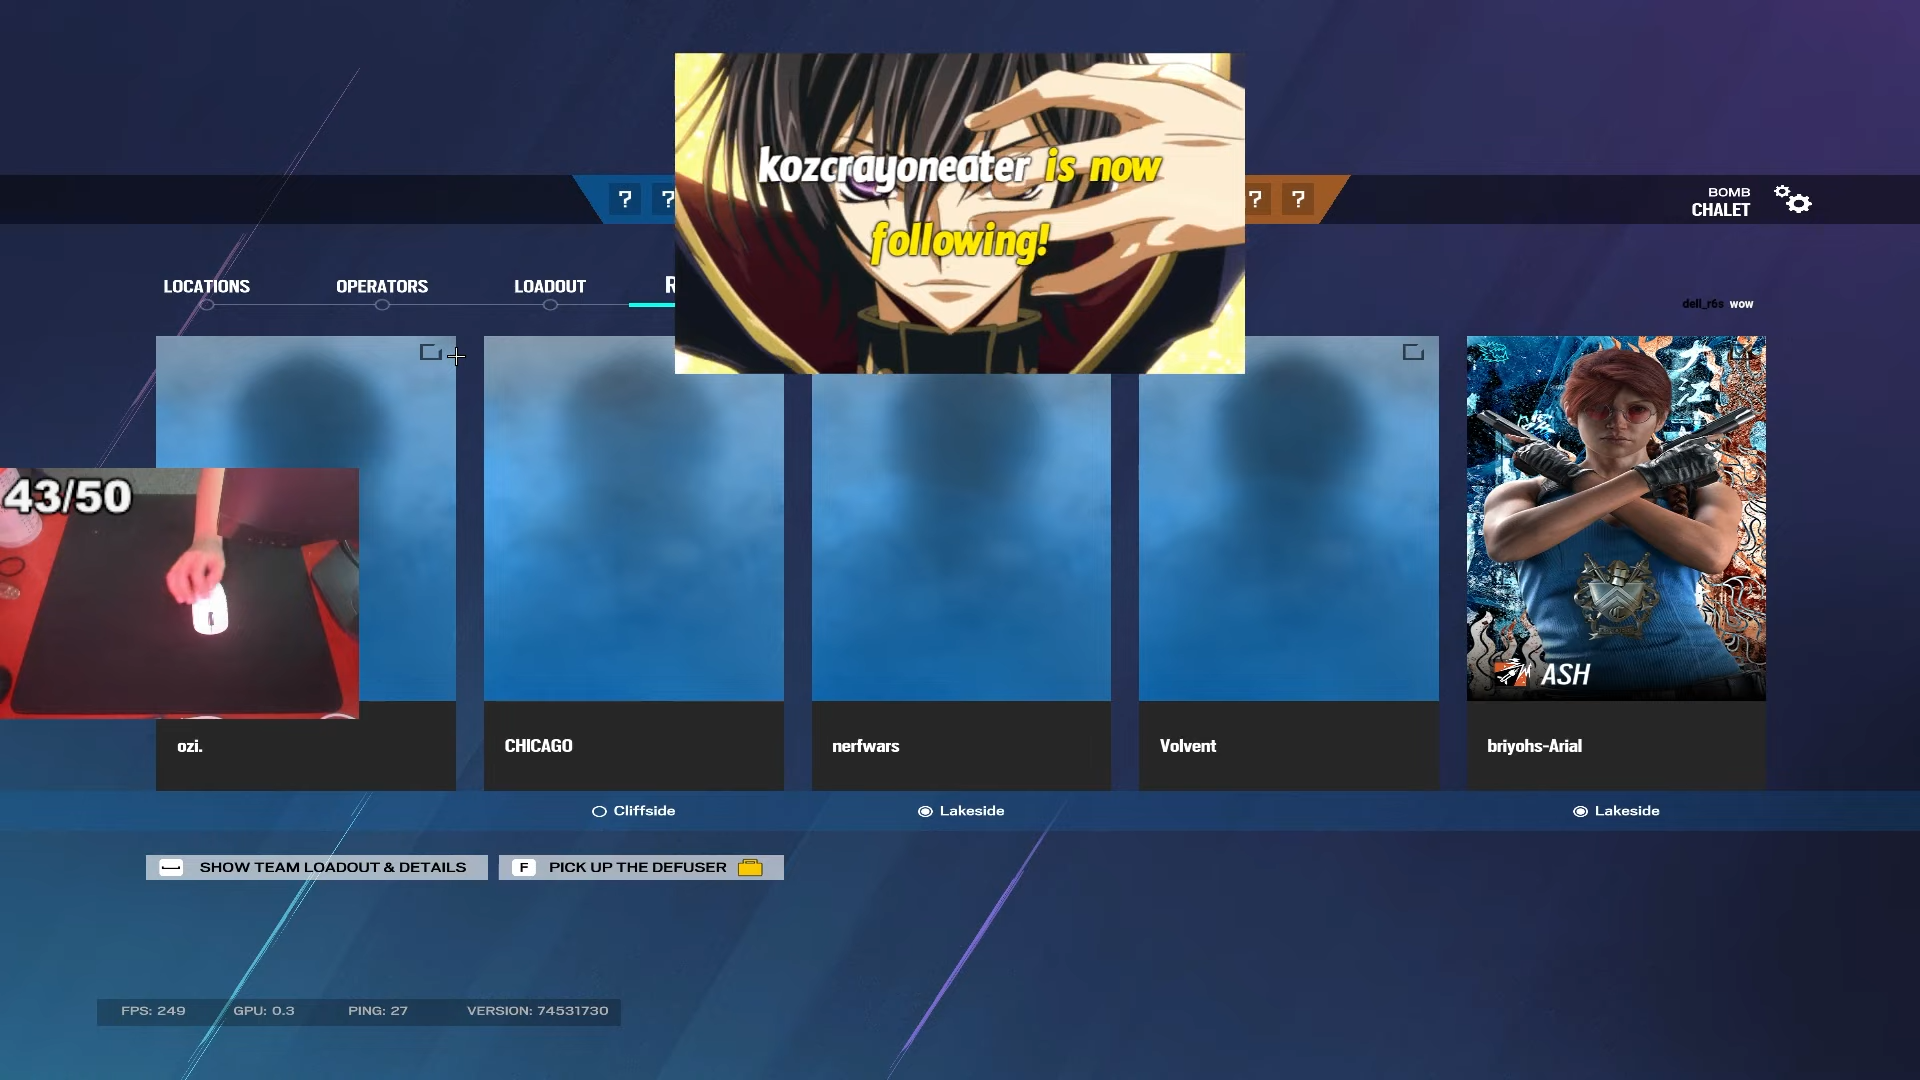 kozcrayoneater is now
following!
? ?
? ?
BOMB
CHALET
LOCATIONS
OPERATORS
LOADOUT
R
dell_r6s wow
43/50
ASH
ozi.
CHICAGO
nerfwars
Volvent
briyohs-Arial
Cliffside
Lakeside
Lakeside
SHOW TEAM LOADOUT & DETAILS
F PICK UP THE DEFUSER
FPS: 249
GPU: 0.3
PING: 27
VERSION: 74531730